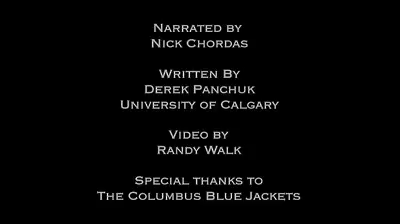 Narrated by
Nick Chordas
Written By
Derek Panchuk
University of Calgary
Video by
Randy Walk
Special thanks to
The Columbus Blue Jackets